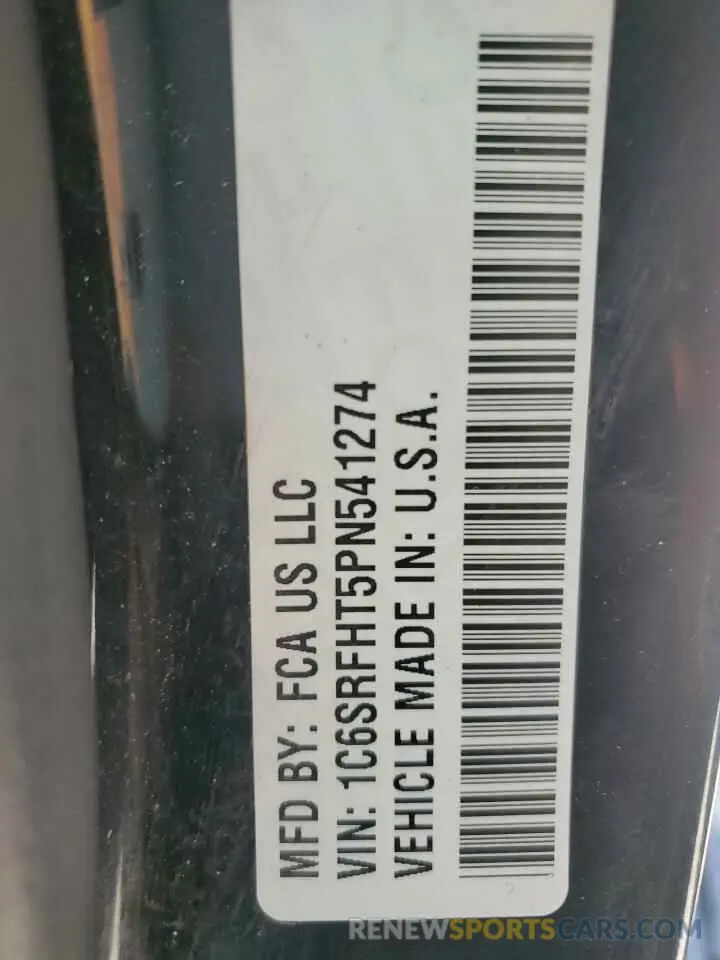 MFD BY: FCA US LLC
VIN: 1C6SRFHT5PN541274
VEHICLE MADE IN: U.S.A.
RENEWSPORTSCARS.COM